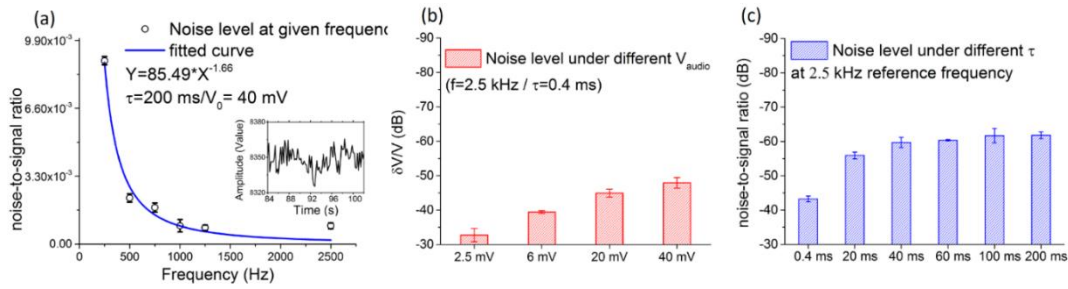 (a)
Noise level at given frequenc
fitted curve
Y=85.49*X^-1.66
τ=200 ms/V₀= 40 mV
noise-to-signal ratio
9.90x10⁻³
6.60x10⁻³
3.30x10⁻³
0.00
0 500 1000 1500 2000 2500
Frequency (Hz)
Amplitude (Value)
8380
8350
8320
84 88 92 96 100
Time (s)
(b)
Noise level under different V_audio
(f=2.5 kHz / τ=0.4 ms)
δV/V (dB)
-90
-80
-70
-60
-50
-40
-30
2.5 mV 6 mV 20 mV 40 mV
(c)
Noise level under different τ
at 2.5 kHz reference frequency
noise-to-signal ratio (dB)
-90
-80
-70
-60
-50
-40
-30
0.4 ms 20 ms 40 ms 60 ms 100 ms 200 ms